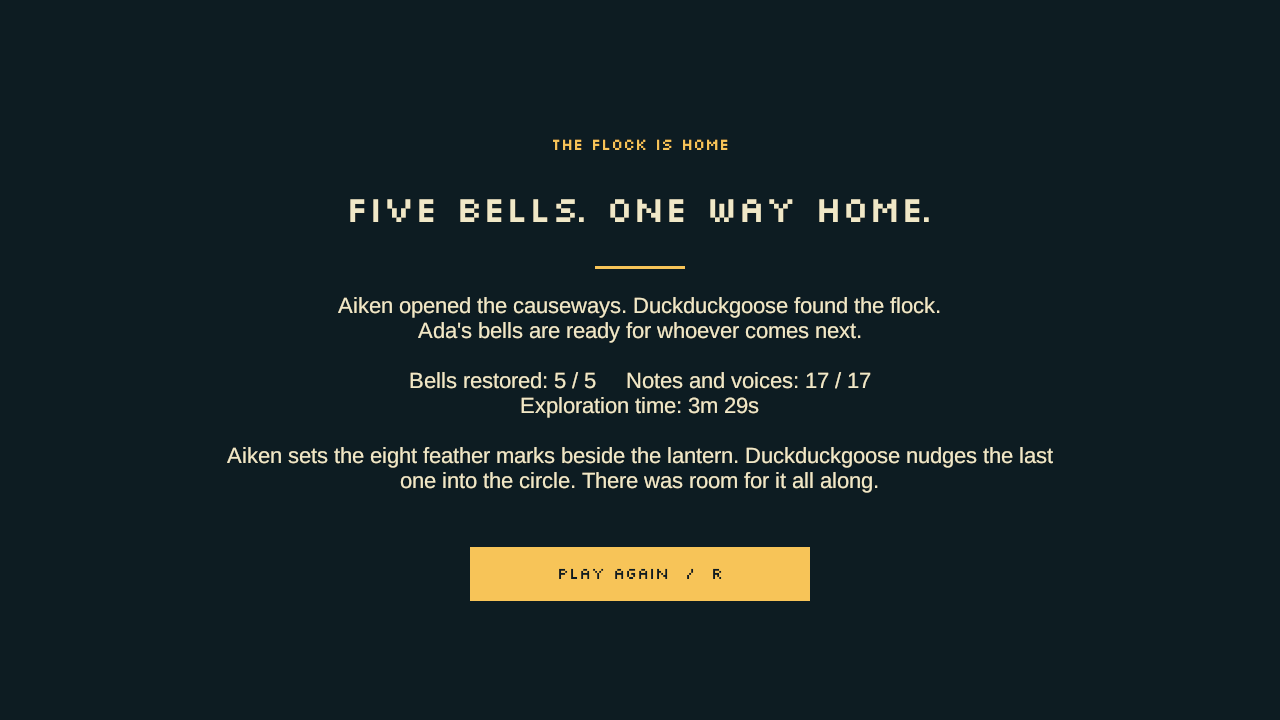 THE FLOCK IS HOME
FIVE BELLS. ONE WAY HOME.
Aiken opened the causeways. Duckduckgoose found the flock.
Ada's bells are ready for whoever comes next.
Bells restored: 5 / 5     Notes and voices: 17 / 17
Exploration time: 3m 29s
Aiken sets the eight feather marks beside the lantern. Duckduckgoose nudges the last
one into the circle. There was room for it all along.
PLAY AGAIN / R